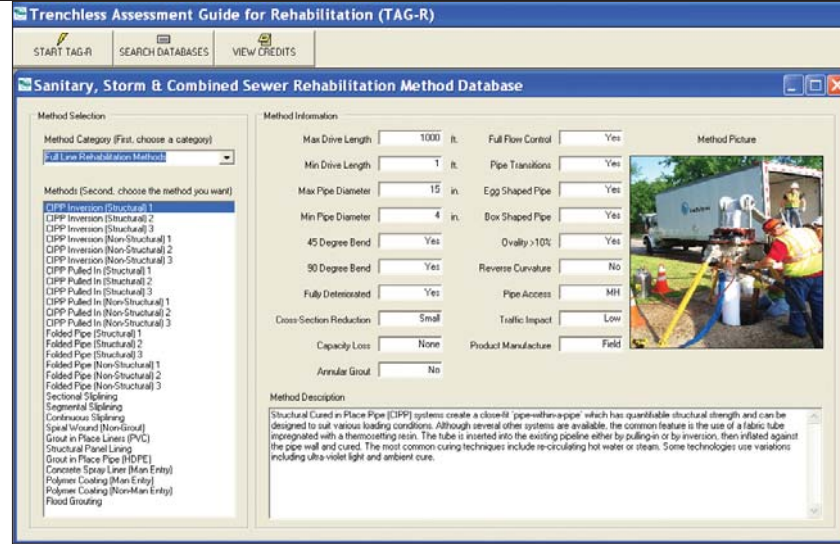 Trenchless Assessment Guide for Rehabilitation (TAG-R)
START TAG-R
SEARCH DATABASES
VIEW CREDITS
Sanitary, Storm & Combined Sewer Rehabilitation Method Database
Method Selection
Method Category (First, choose a category)
Full Line Rehabilitation Methods
Methods (Second, choose the method you want)
CIPP Inversion (Structural) 1
CIPP Inversion (Structural) 2
CIPP Inversion (Structural) 3
CIPP Inversion (Non-Structural) 1
CIPP Inversion (Non-Structural) 2
CIPP Inversion (Non-Structural) 3
CIPP Pulled In (Structural) 1
CIPP Pulled In (Structural) 2
CIPP Pulled In (Structural) 3
CIPP Pulled In (Non-Structural) 1
CIPP Pulled In (Non-Structural) 2
CIPP Pulled In (Non-Structural) 3
Folded Pipe (Structural) 1
Folded Pipe (Structural) 2
Folded Pipe (Structural) 3
Folded Pipe (Non-Structural) 1
Folded Pipe (Non-Structural) 2
Folded Pipe (Non-Structural) 3
Sectional Sliplining
Segmental Sliplining
Continuous Sliplining
Spiral Wound (Non-Grout)
Grout in Place Liners (PVC)
Structural Panel Lining
Grout in Place Pipe (HDPE)
Concrete Spray Liner (Man Entry)
Polymer Coating (Man Entry)
Polymer Coating (Non-Man Entry)
Flood Grouting
Method Information
Max Drive Length 1000 ft.
Min Drive Length 1 ft.
Max Pipe Diameter 15 in.
Min Pipe Diameter 4 in.
45 Degree Bend Yes
90 Degree Bend Yes
Fully Deteriorated Yes
Cross-Section Reduction Small
Capacity Loss None
Annular Grout No
Full Flow Control Yes
Pipe Transitions Yes
Egg Shaped Pipe Yes
Box Shaped Pipe Yes
Ovality >10% Yes
Reverse Curvature No
Pipe Access MH
Traffic Impact Low
Product Manufacture Field
Method Picture
Method Description
Structural Cured in Place Pipe (CIPP) systems create a close-fit 'pipe-within-a-pipe' which has quantifiable structural strength and can be
designed to suit various loading conditions. Although several other systems are available, the common feature is the use of a fabric tube
impregnated with a thermosetting resin. The tube is inserted into the existing pipeline either by pulling-in or by inversion, then inflated against
the pipe wall and cured. The most common curing techniques include re-circulating hot water or steam. Some technologies use variations
including ultra-violet light and ambient cure.